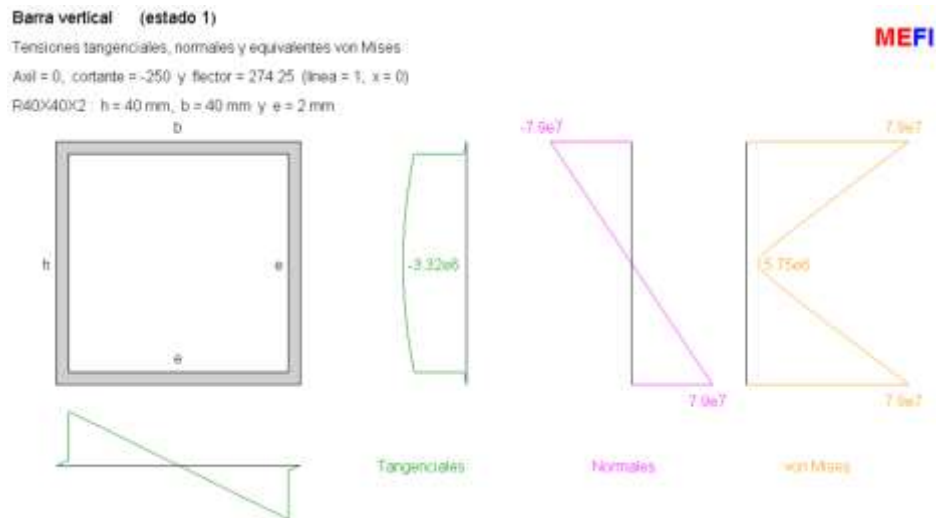 Barra vertical (estado 1)
MEFI
Tensiones tangenciales, normales y equivalentes von Mises
Axil = 0, cortante = -250 y flector = 274.25 (línea = 1, x = 0)
R40X40X2 : h = 40 mm, b = 40 mm y e = 2 mm
b
-7.9e7
7.9e7
h
e
-3.32e6
5.75e6
e
7.9e7
7.9e7
Tangenciales
Normales
von Mises